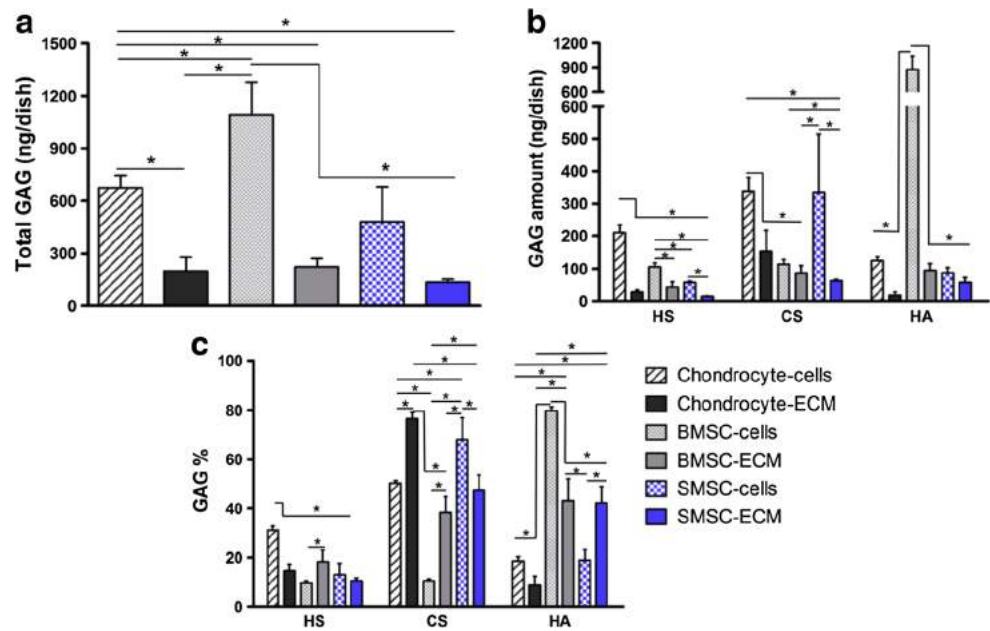 a
Total GAG (ng/dish)
1500
1200
900
600
300
0
* * * * * *
b
GAG amount (ng/dish)
1200
900
600
600
500
400
300
200
100
0
* * * * * * * * * * *
HS CS HA
c
GAG %
100
80
60
40
20
0
* * * * * * * * * * * * * * * * * *
HS CS HA
Chondrocyte-cells
Chondrocyte-ECM
BMSC-cells
BMSC-ECM
SMSC-cells
SMSC-ECM